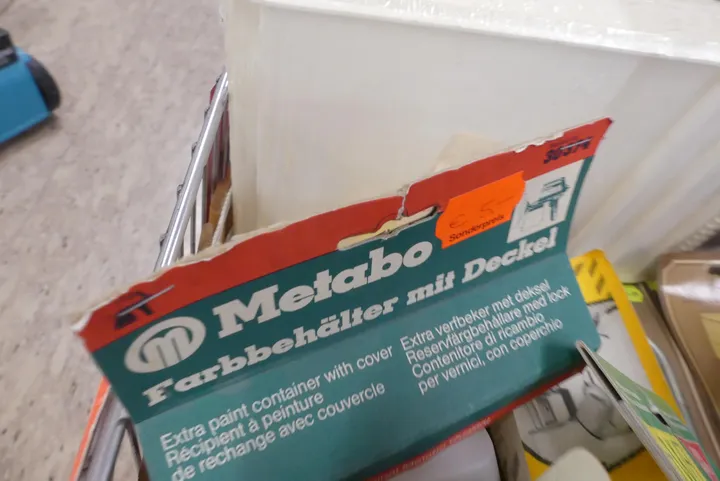 € 5
Sonderpreis
Metabo
Farbbehälter mit Deckel
Extra paint container with cover
Récipient à peinture
de rechange avec couvercle
Extra verfbeker met deksel
Reservfärgbehållare med lock
Contenitore di ricambio
per vernici, con coperchio